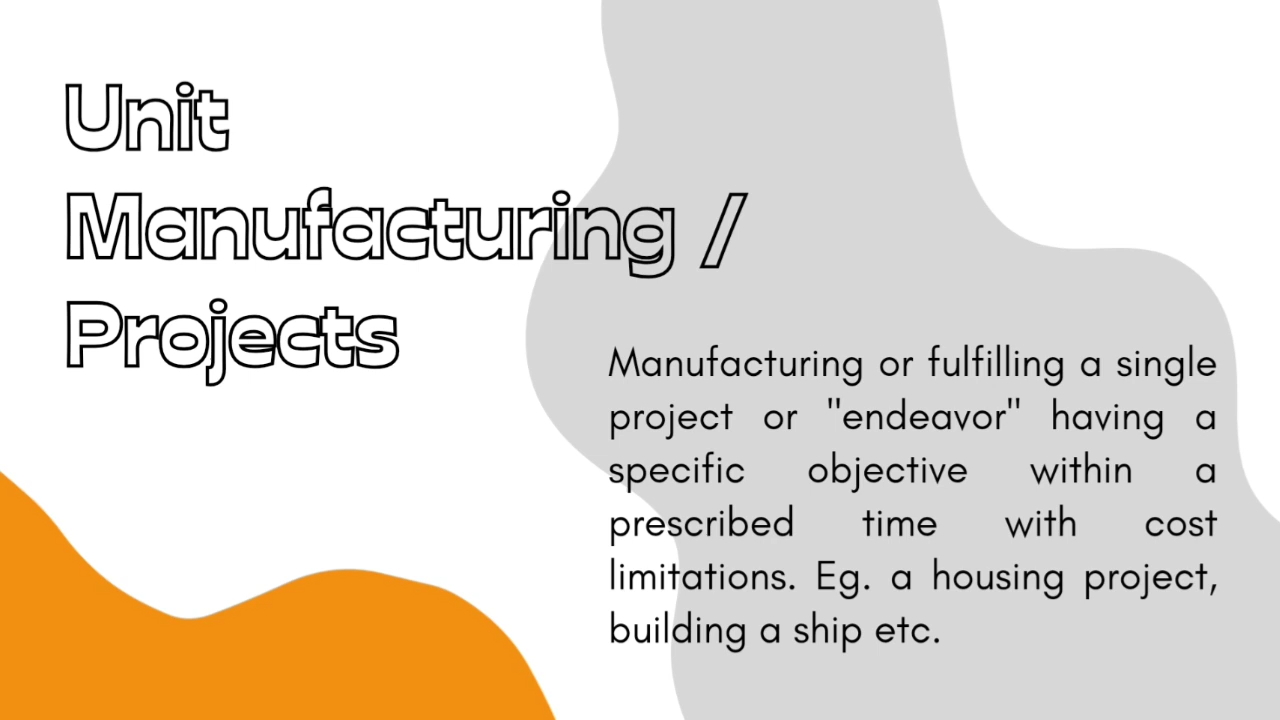 Unit
Manufacturing /
Projects
Manufacturing or fulfilling a single
project or "endeavor" having a
specific objective within a
prescribed time with cost
limitations. Eg. a housing project,
building a ship etc.